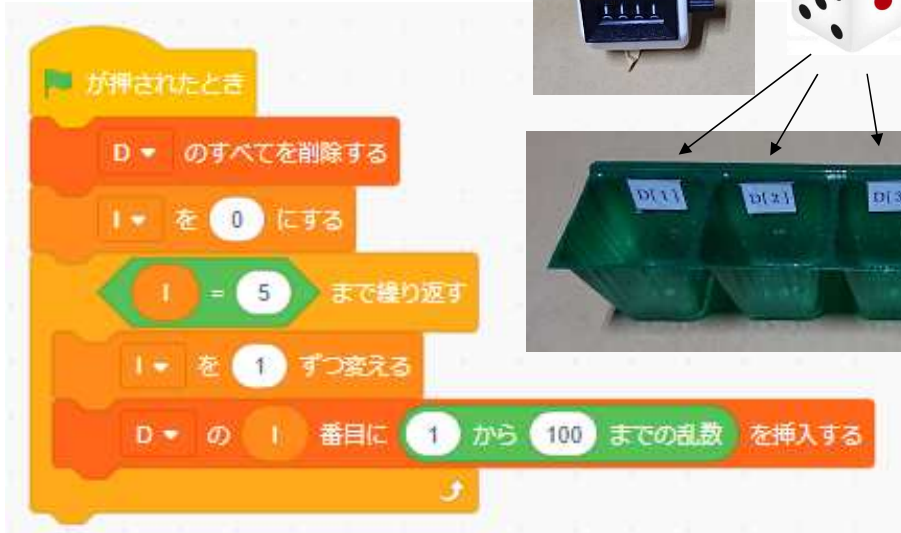 が押されたとき
D のすべてを削除する
I を 0 にする
I = 5 まで繰り返す
I を 1 ずつ変える
D の I 番目に 1 から 100 までの乱数 を挿入する
D[1] D[2]